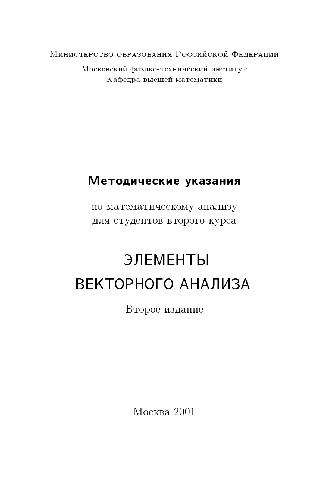 Министерство образования Российской Федерации
Московский физико-технический институт
Кафедра высшей математики
Методические указания
по математическому анализу
для студентов второго курса
ЭЛЕМЕНТЫ
ВЕКТОРНОГО АНАЛИЗА
Второе издание
Москва 2001